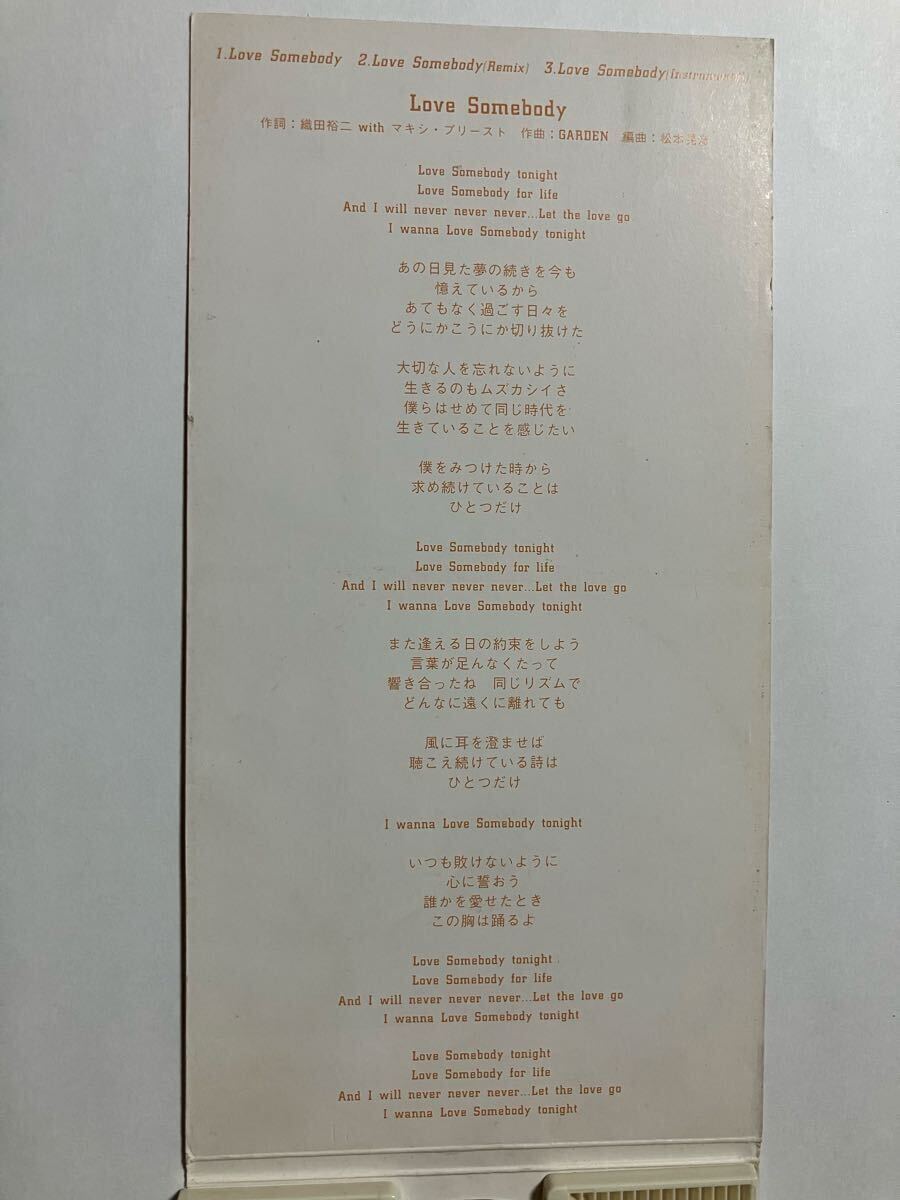 1.Love Somebody 2.Love Somebody(Remix) 3.Love Somebody(Instrumental)
Love Somebody
作詞：織田裕二 with マキシ・プリースト 作曲：GARDEN 編曲：松本晃彦
Love Somebody tonight
Love Somebody for life
And I will never never never...Let the love go
I wanna Love Somebody tonight
あの日見た夢の続きを今も
憶えているから
あてもなく過ごす日々を
どうにかこうにか切り抜けた
大切な人を忘れないように
生きるのもムズカシイさ
僕らはせめて同じ時代を
生きていることを感じたい
僕をみつけた時から
求め続けていることは
ひとつだけ
Love Somebody tonight
Love Somebody for life
And I will never never never...Let the love go
I wanna Love Somebody tonight
また逢える日の約束をしよう
言葉が足んなくたって
響き合ったね 同じリズムで
どんなに遠くに離れても
風に耳を澄ませば
聴こえ続けている詩は
ひとつだけ
I wanna Love Somebody tonight
いつも敗けないように
心に誓おう
誰かを愛せたとき
この胸は踊るよ
Love Somebody tonight
Love Somebody for life
And I will never never never...Let the love go
I wanna Love Somebody tonight
Love Somebody tonight
Love Somebody for life
And I will never never never...Let the love go
I wanna Love Somebody tonight